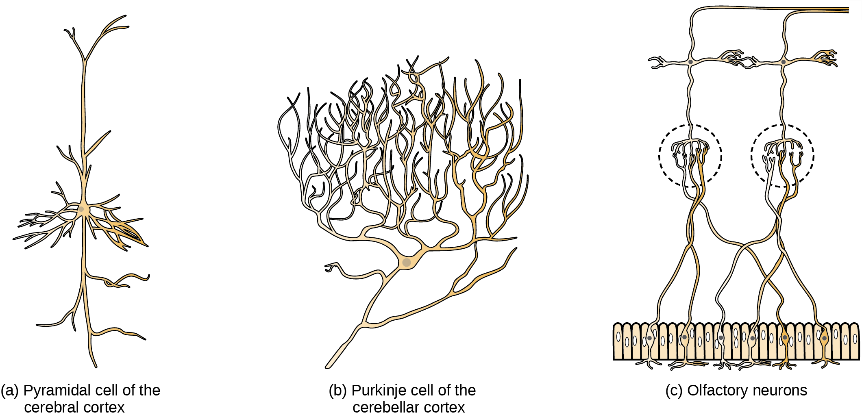 (a) Pyramidal cell of the
cerebral cortex
(b) Purkinje cell of the
cerebellar cortex
(c) Olfactory neurons